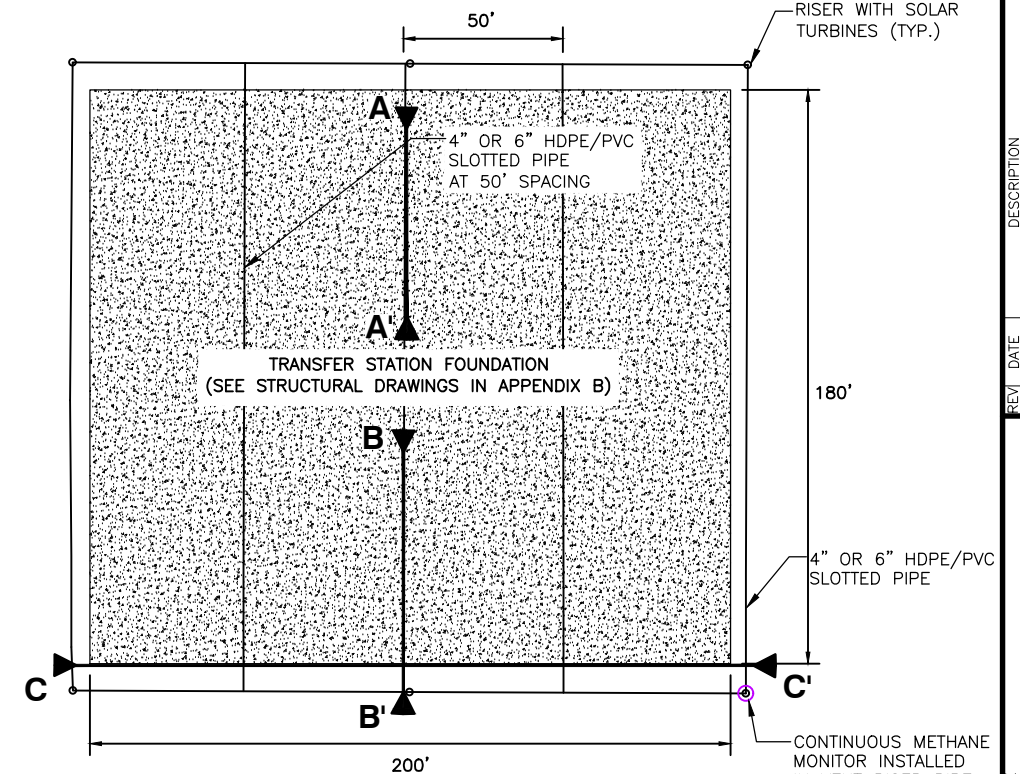 50'
RISER WITH SOLAR
TURBINES (TYP.)
A
4" OR 6" HDPE/PVC
SLOTTED PIPE
AT 50' SPACING
DESCRIPTION
A'
TRANSFER STATION FOUNDATION
(SEE STRUCTURAL DRAWINGS IN APPENDIX B)
DATE
REV
180'
B
4" OR 6" HDPE/PVC
SLOTTED PIPE
C
C'
B'
200'
CONTINUOUS METHANE
MONITOR INSTALLED